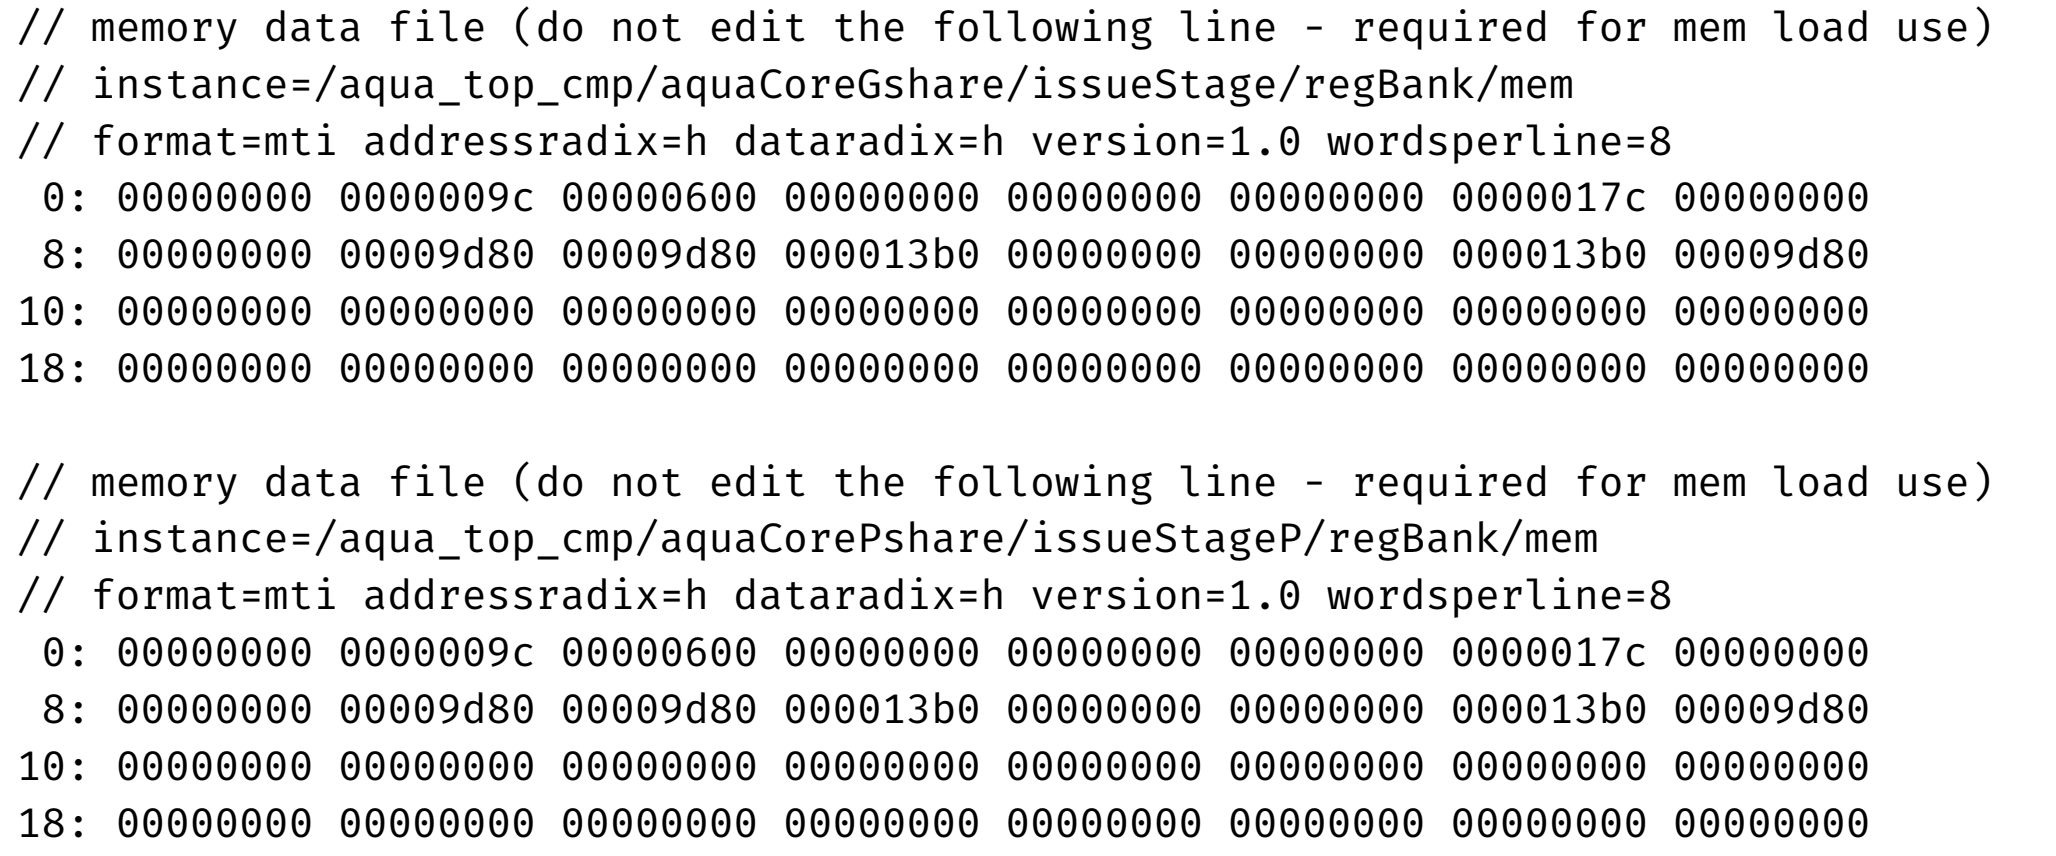 // memory data file (do not edit the following line - required for mem load use)
// instance=/aqua_top_cmp/aquaCoreGshare/issueStage/regBank/mem
// format=mti addressradix=h dataradix=h version=1.0 wordsperline=8
 0: 00000000 0000009c 00000600 00000000 00000000 00000000 0000017c 00000000
 8: 00000000 00009d80 00009d80 000013b0 00000000 00000000 000013b0 00009d80
10: 00000000 00000000 00000000 00000000 00000000 00000000 00000000 00000000
18: 00000000 00000000 00000000 00000000 00000000 00000000 00000000 00000000

// memory data file (do not edit the following line - required for mem load use)
// instance=/aqua_top_cmp/aquaCorePshare/issueStageP/regBank/mem
// format=mti addressradix=h dataradix=h version=1.0 wordsperline=8
 0: 00000000 0000009c 00000600 00000000 00000000 00000000 0000017c 00000000
 8: 00000000 00009d80 00009d80 000013b0 00000000 00000000 000013b0 00009d80
10: 00000000 00000000 00000000 00000000 00000000 00000000 00000000 00000000
18: 00000000 00000000 00000000 00000000 00000000 00000000 00000000 00000000